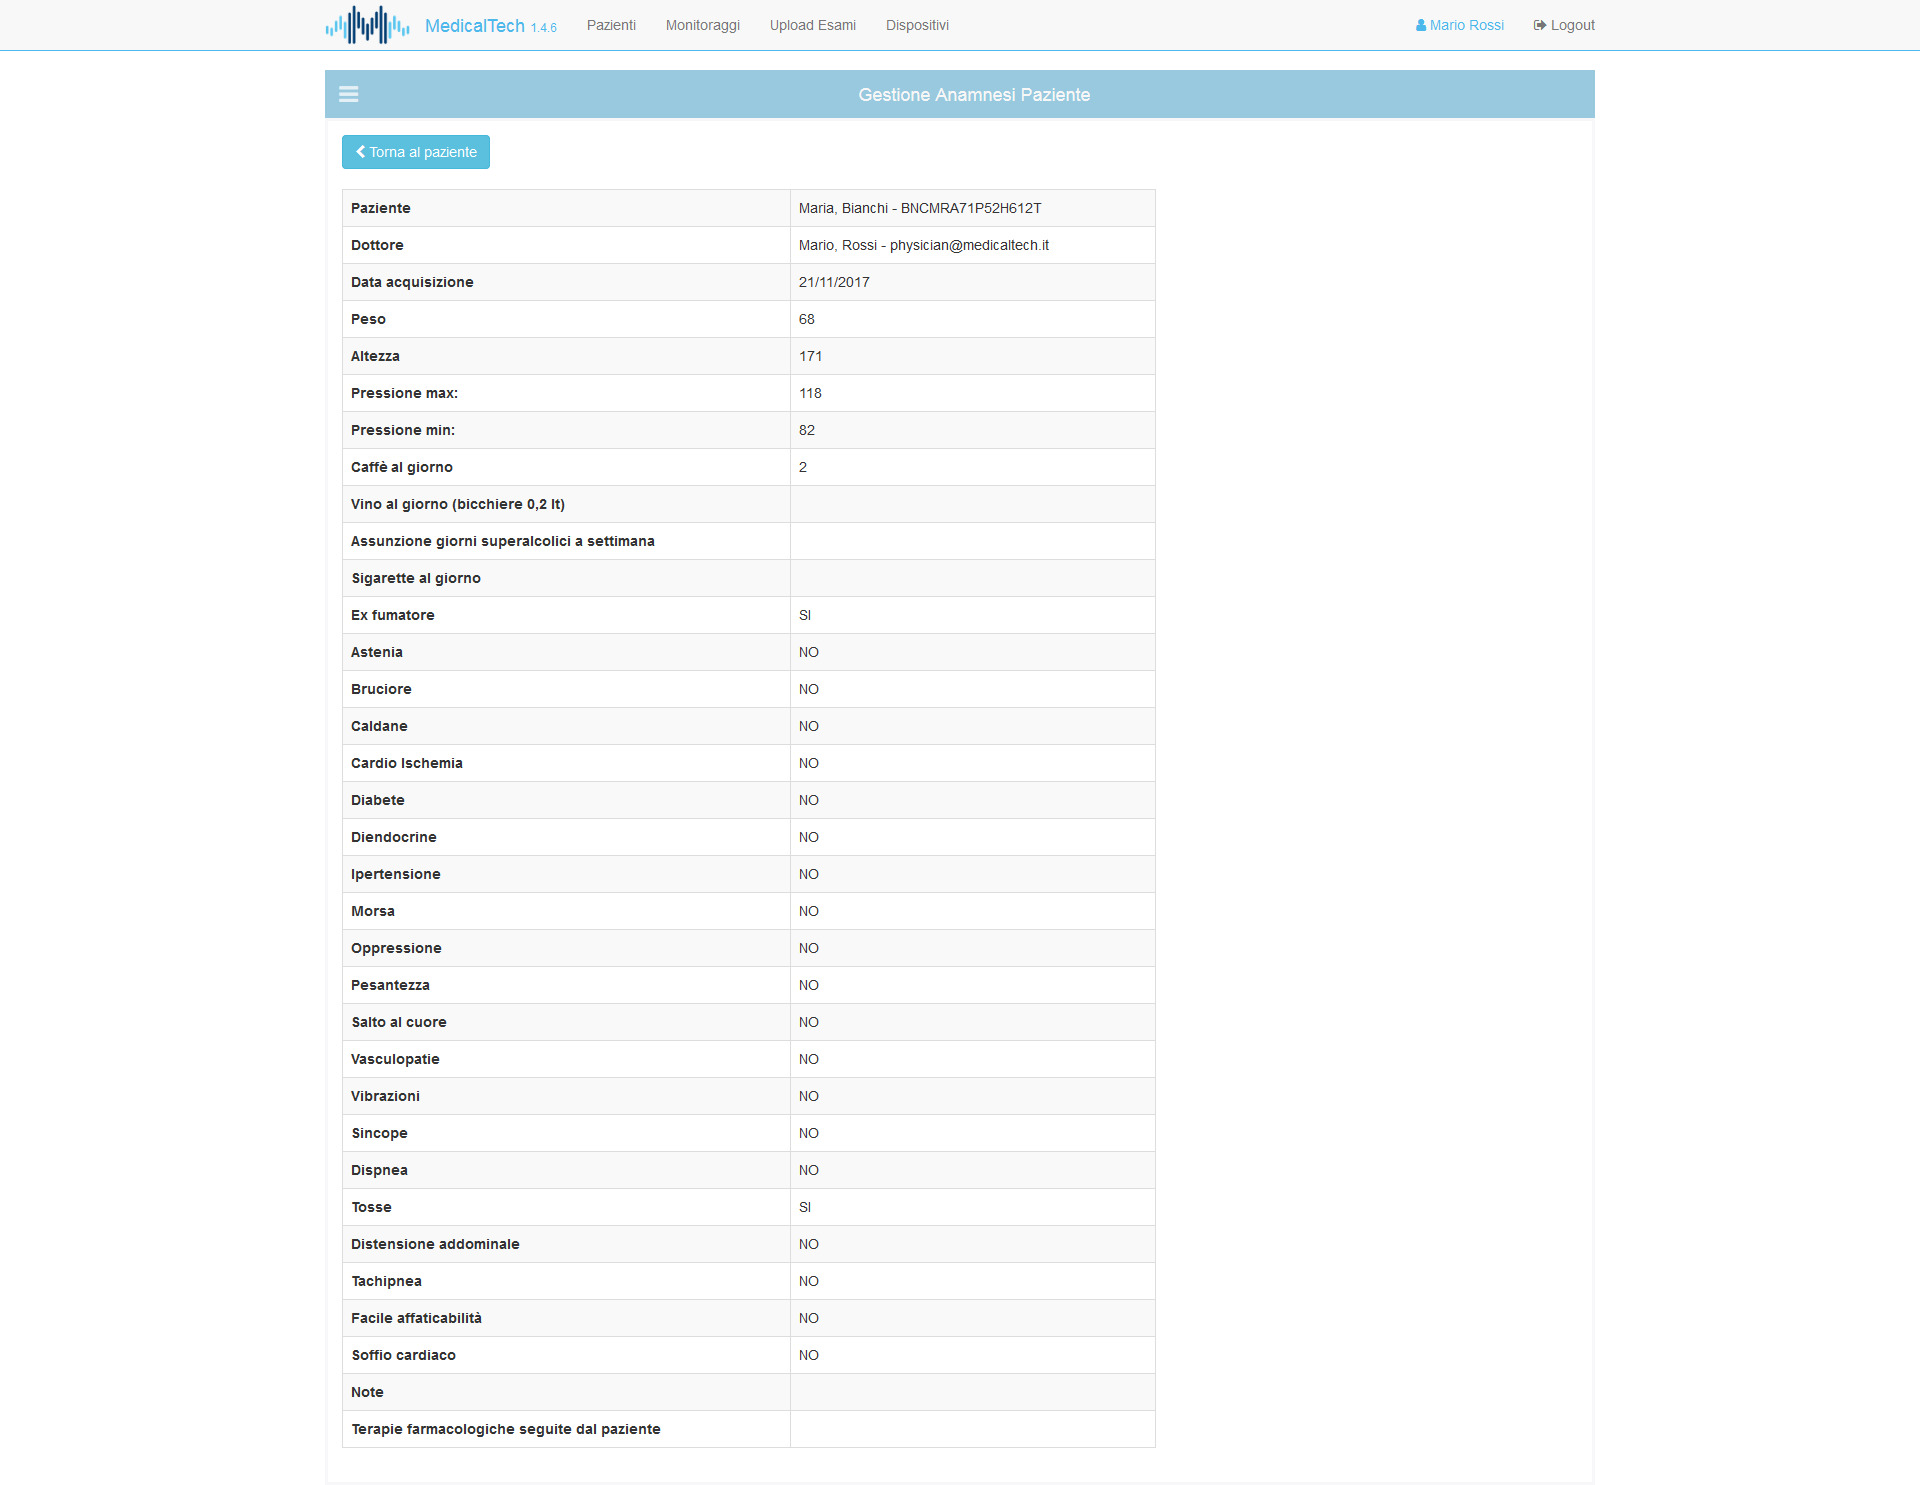 MedicalTech 1.4.6 Pazienti Monitoraggi Upload Esami Dispositivi Mario Rossi Logout
Gestione Anamnesi Paziente
Torna al paziente
Paziente Maria, Bianchi - BNCMRA71P52H612T
Dottore Mario, Rossi - physician@medicaltech.it
Data acquisizione 21/11/2017
Peso 68
Altezza 171
Pressione max: 118
Pressione min: 82
Caffè al giorno 2
Vino al giorno (bicchiere 0,2 lt)
Assunzione giorni superalcolici a settimana
Sigarette al giorno
Ex fumatore SI
Astenia NO
Bruciore NO
Caldane NO
Cardio Ischemia NO
Diabete NO
Diendocrine NO
Ipertensione NO
Morsa NO
Oppressione NO
Pesantezza NO
Salto al cuore NO
Vasculopatie NO
Vibrazioni NO
Sincope NO
Dispnea NO
Tosse SI
Distensione addominale NO
Tachipnea NO
Facile affaticabilità NO
Soffio cardiaco NO
Note
Terapie farmacologiche seguite dal paziente